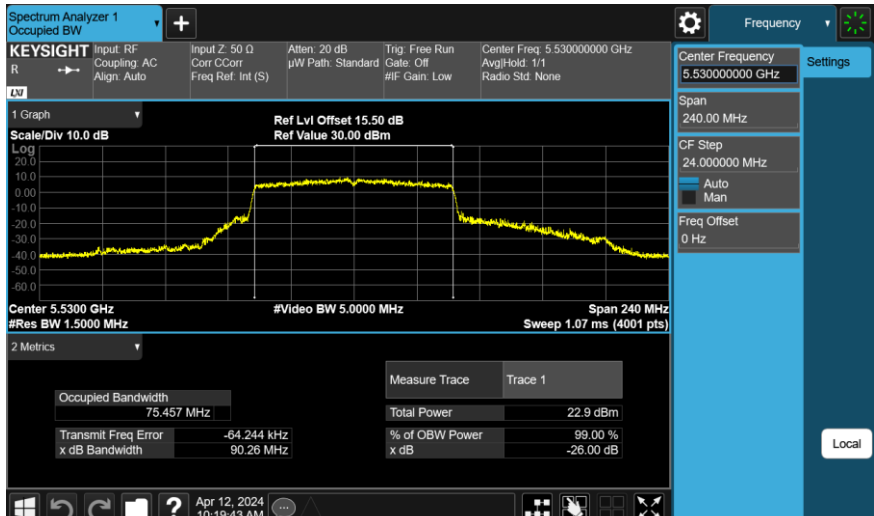 Spectrum Analyzer 1
Occupied BW
+
Frequency
KEYSIGHT
R
LXI
Input: RF
Coupling: AC
Align: Auto
Input Z: 50 Ω
Corr CCorr
Freq Ref: Int (S)
Atten: 20 dB
µW Path: Standard
Trig: Free Run
Gate: Off
#IF Gain: Low
Center Freq: 5.530000000 GHz
Avg|Hold: 1/1
Radio Std: None
Center Frequency
5.530000000 GHz
Settings
Span
240.00 MHz
CF Step
24.000000 MHz
Auto
Man
Freq Offset
0 Hz
Local
1 Graph
Scale/Div 10.0 dB
Ref Lvl Offset 15.50 dB
Ref Value 30.00 dBm
Log
20.0
10.0
0.00
-10.0
-20.0
-30.0
-40.0
-50.0
-60.0
Center 5.5300 GHz
#Video BW 5.0000 MHz
Span 240 MHz
#Res BW 1.5000 MHz
Sweep 1.07 ms (4001 pts)
2 Metrics
Measure Trace Trace 1
Occupied Bandwidth
75.457 MHz
Total Power 22.9 dBm
Transmit Freq Error -64.244 kHz
% of OBW Power 99.00 %
x dB Bandwidth 90.26 MHz
x dB -26.00 dB
?
Apr 12, 2024
10:19:43 AM